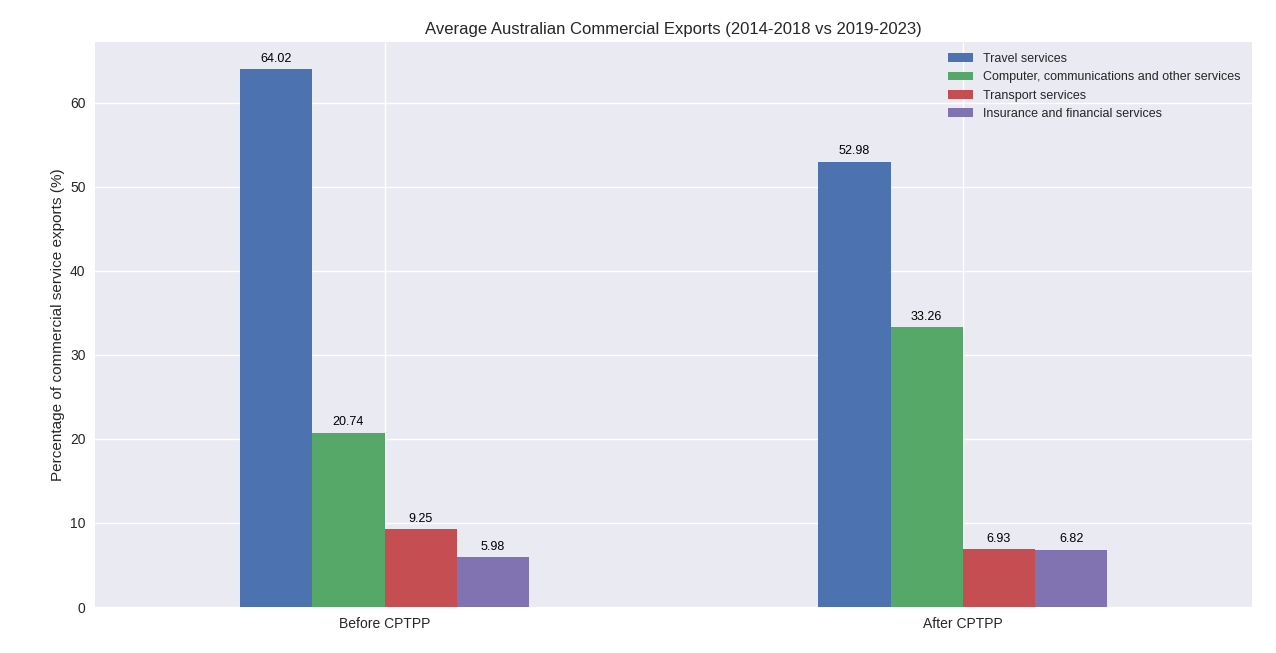 Average Australian Commercial Exports (2014-2018 vs 2019-2023)
Travel services
Computer, communications and other services
Transport services
Insurance and financial services
Percentage of commercial service exports (%)
60
50
40
30
20
10
0
64.02
20.74
9.25
5.98
52.98
33.26
6.93
6.82
Before CPTPP
After CPTPP